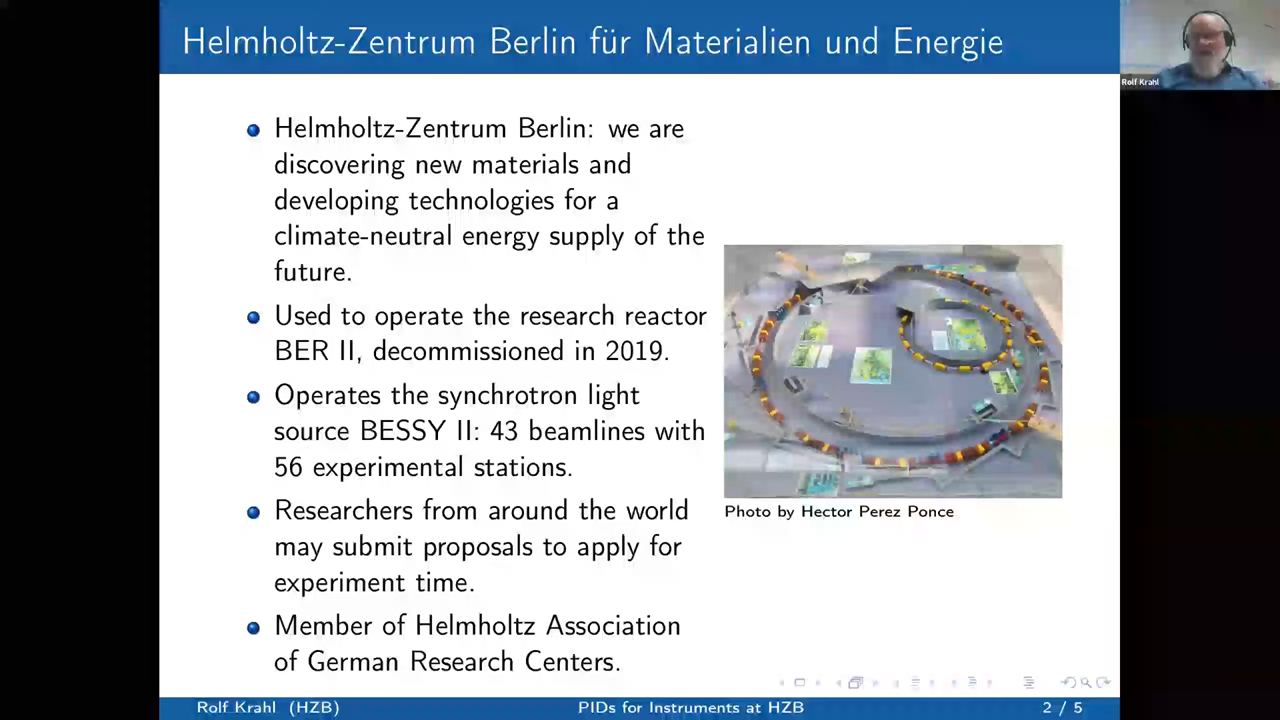 Helmholtz-Zentrum Berlin für Materialien und Energie
Rolf Krahl
Helmholtz-Zentrum Berlin: we are
discovering new materials and
developing technologies for a
climate-neutral energy supply of the
future.
Used to operate the research reactor
BER II, decommissioned in 2019.
Operates the synchrotron light
source BESSY II: 43 beamlines with
56 experimental stations.
Researchers from around the world
may submit proposals to apply for
experiment time.
Member of Helmholtz Association
of German Research Centers.
Photo by Hector Perez Ponce
Rolf Krahl (HZB)
PIDs for Instruments at HZB
2 / 5